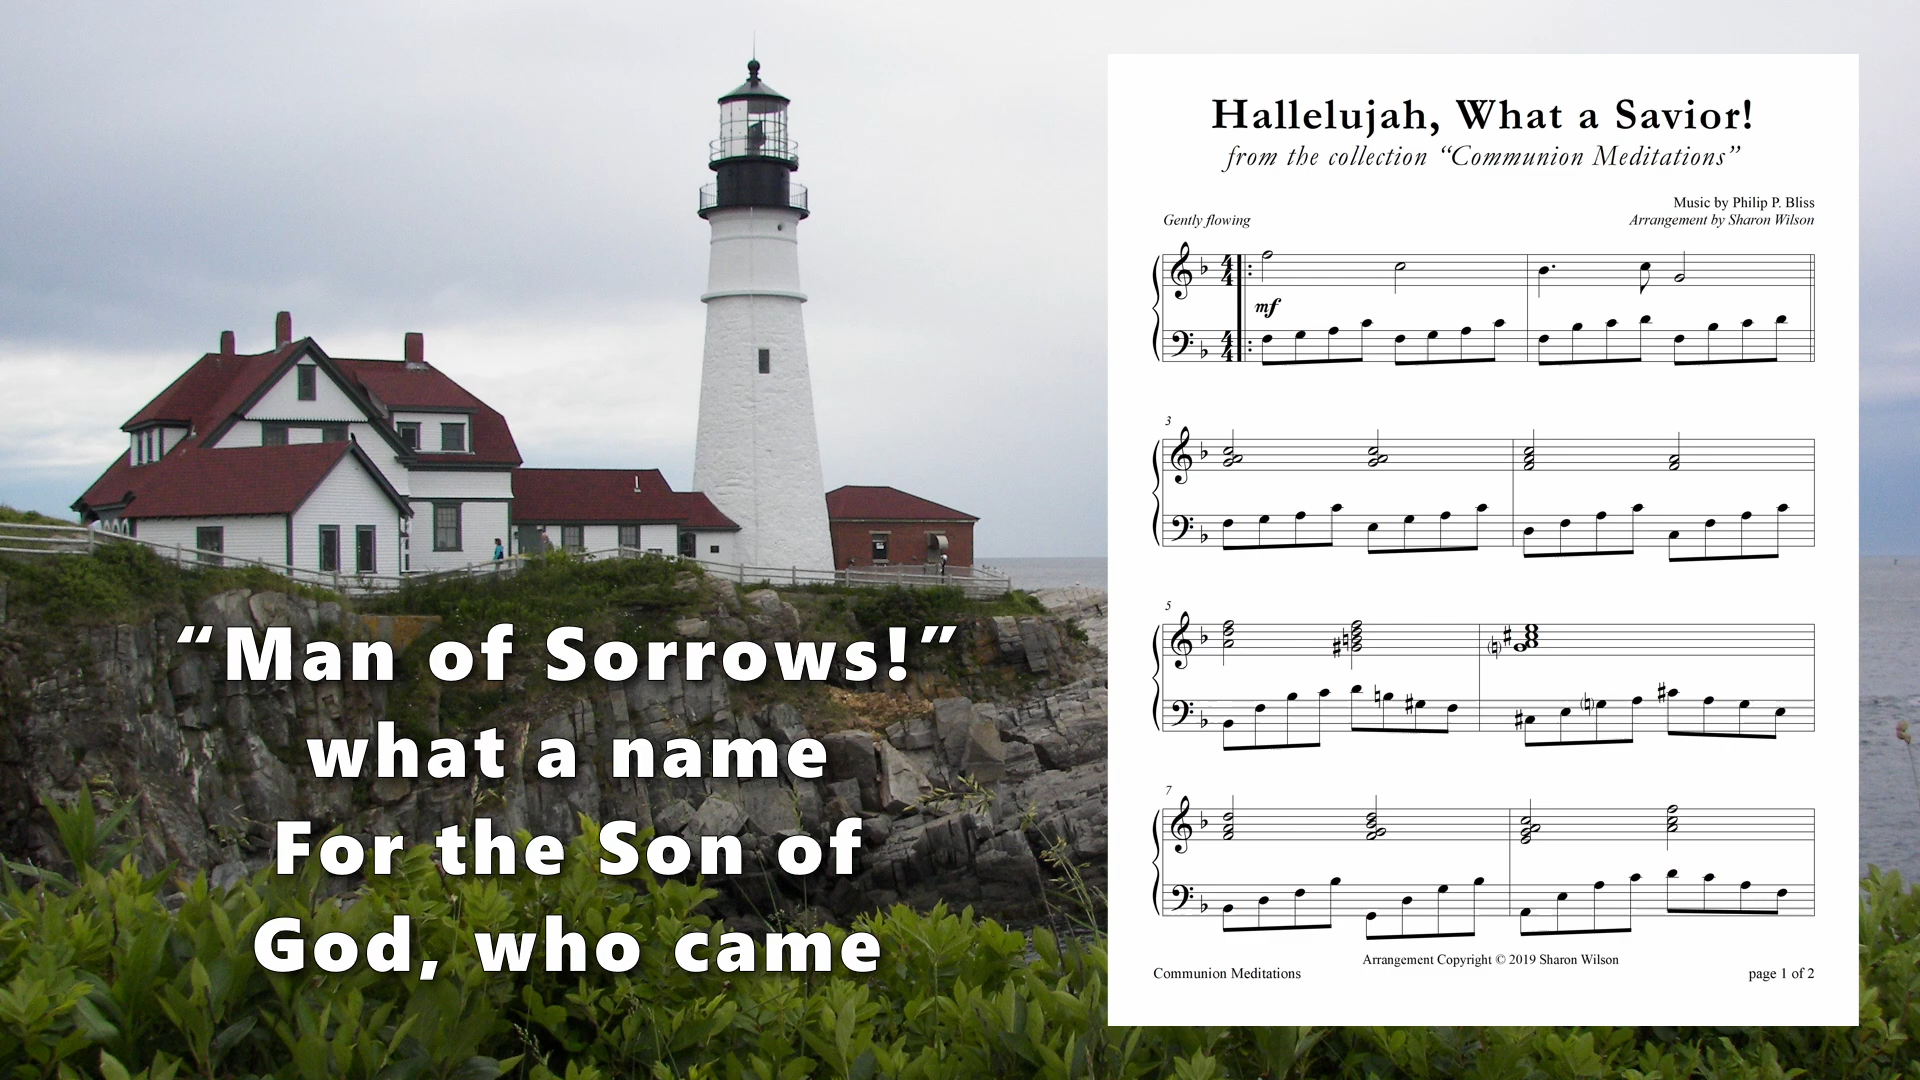 “Man of Sorrows!”
what a name
For the Son of
God, who came
Hallelujah, What a Savior!
from the collection “Communion Meditations”
Music by Philip P. Bliss
Gently flowing
Arrangement by Sharon Wilson
mf
3
5
7
Arrangement Copyright © 2019 Sharon Wilson
Communion Meditations
page 1 of 2